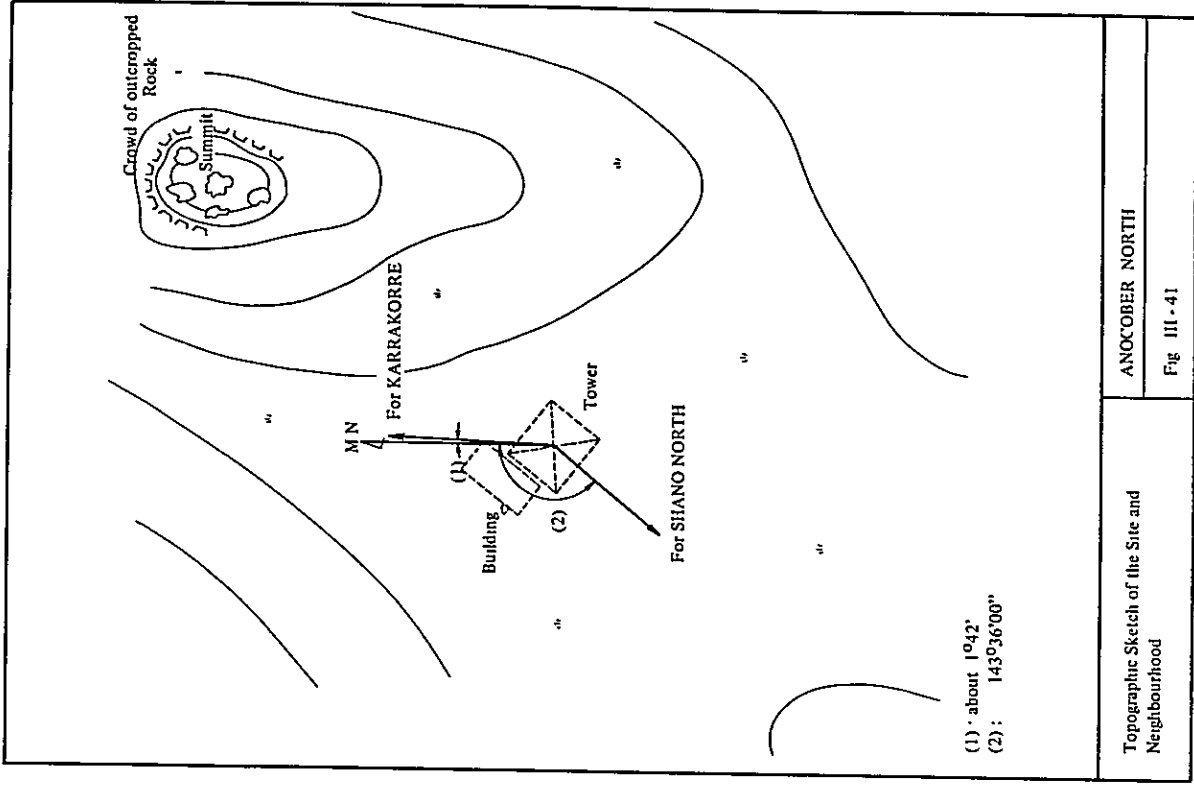 Crowd of outcropped
Rock
Summit
M N
For KARRAKORRE
(1)
Building
(2)
Tower
For SHANO NORTH
(1) · about 1°42'
(2) : 143°36'00"
Topographic Sketch of the Site and
Neighbourhood
ANOCOBER NORTH
Fig III - 41